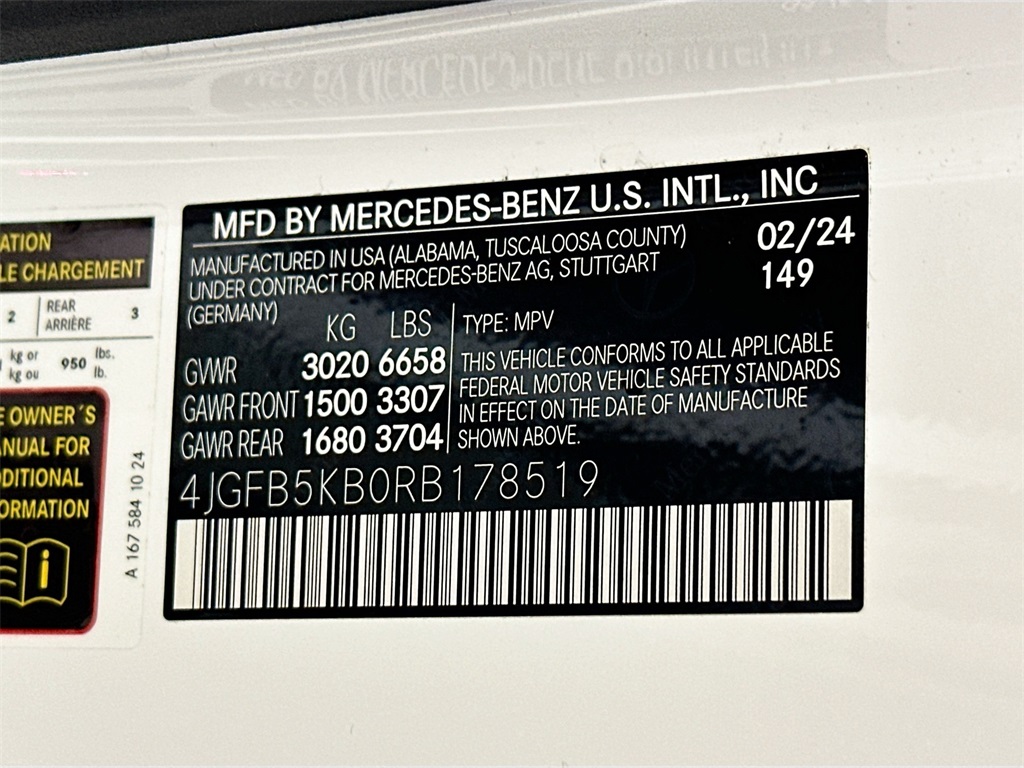 MFD BY MERCEDES-BENZ U.S. INTL., INC
MANUFACTURED IN USA (ALABAMA, TUSCALOOSA COUNTY)
UNDER CONTRACT FOR MERCEDES-BENZ AG, STUTTGART
(GERMANY)
02/24
149
KG LBS
GVWR 3020 6658
GAWR FRONT 1500 3307
GAWR REAR 1680 3704
TYPE: MPV
THIS VEHICLE CONFORMS TO ALL APPLICABLE
FEDERAL MOTOR VEHICLE SAFETY STANDARDS
IN EFFECT ON THE DATE OF MANUFACTURE
SHOWN ABOVE.
4JGFB5KB0RB178519
ATION
LE CHARGEMENT
2 REAR 3
ARRIÈRE
kg or 950 lbs.
kg ou lb.
E OWNER´S
ANUAL FOR
DDITIONAL
FORMATION
i
A 167 584 10 24